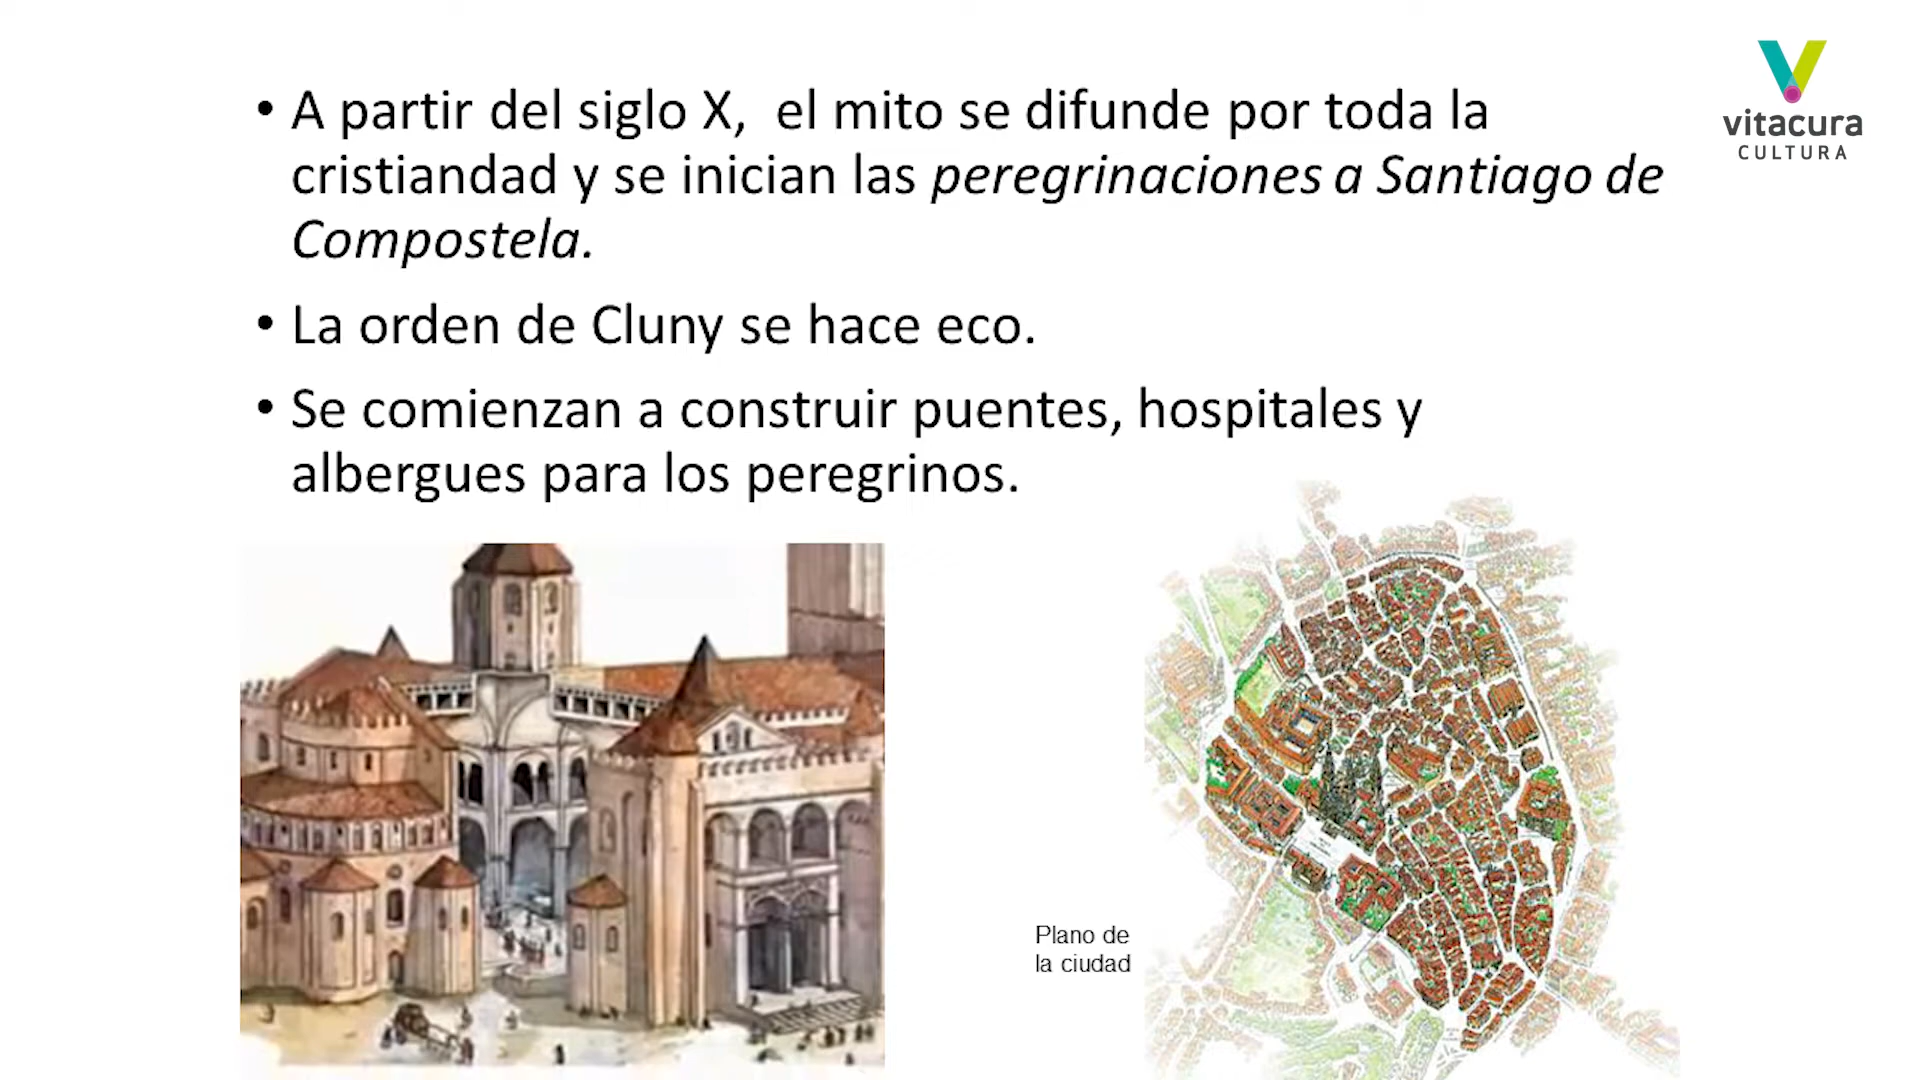 • A partir del siglo X, el mito se difunde por toda la
cristiandad y se inician las peregrinaciones a Santiago de
Compostela.
• La orden de Cluny se hace eco.
• Se comienzan a construir puentes, hospitales y
albergues para los peregrinos.
Plano de
la ciudad
vitacura
CULTURA